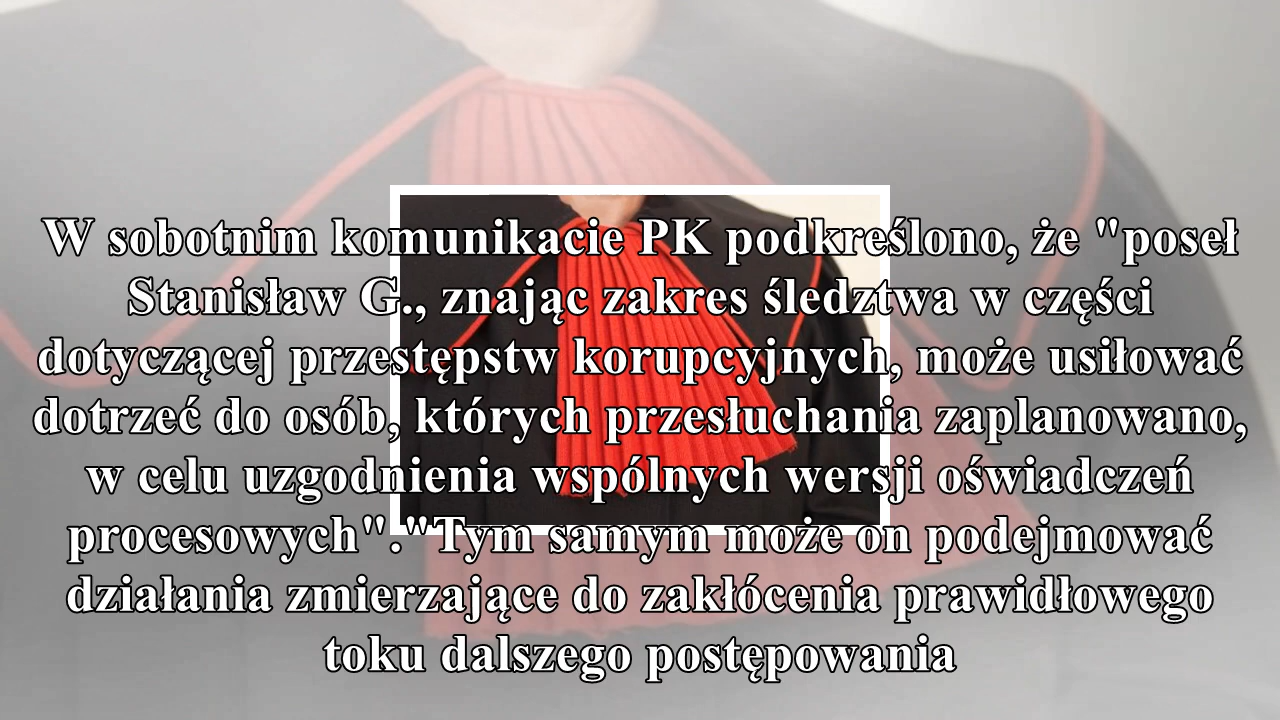 W sobotnim komunikacie PK podkreślono, że "poseł
Stanisław G., znając zakres śledztwa w części
dotyczącej przestępstw korupcyjnych, może usiłować
dotrzeć do osób, których przesłuchania zaplanowano,
w celu uzgodnienia wspólnych wersji oświadczeń
procesowych"."Tym samym może on podejmować
działania zmierzające do zakłócenia prawidłowego
toku dalszego postępowania